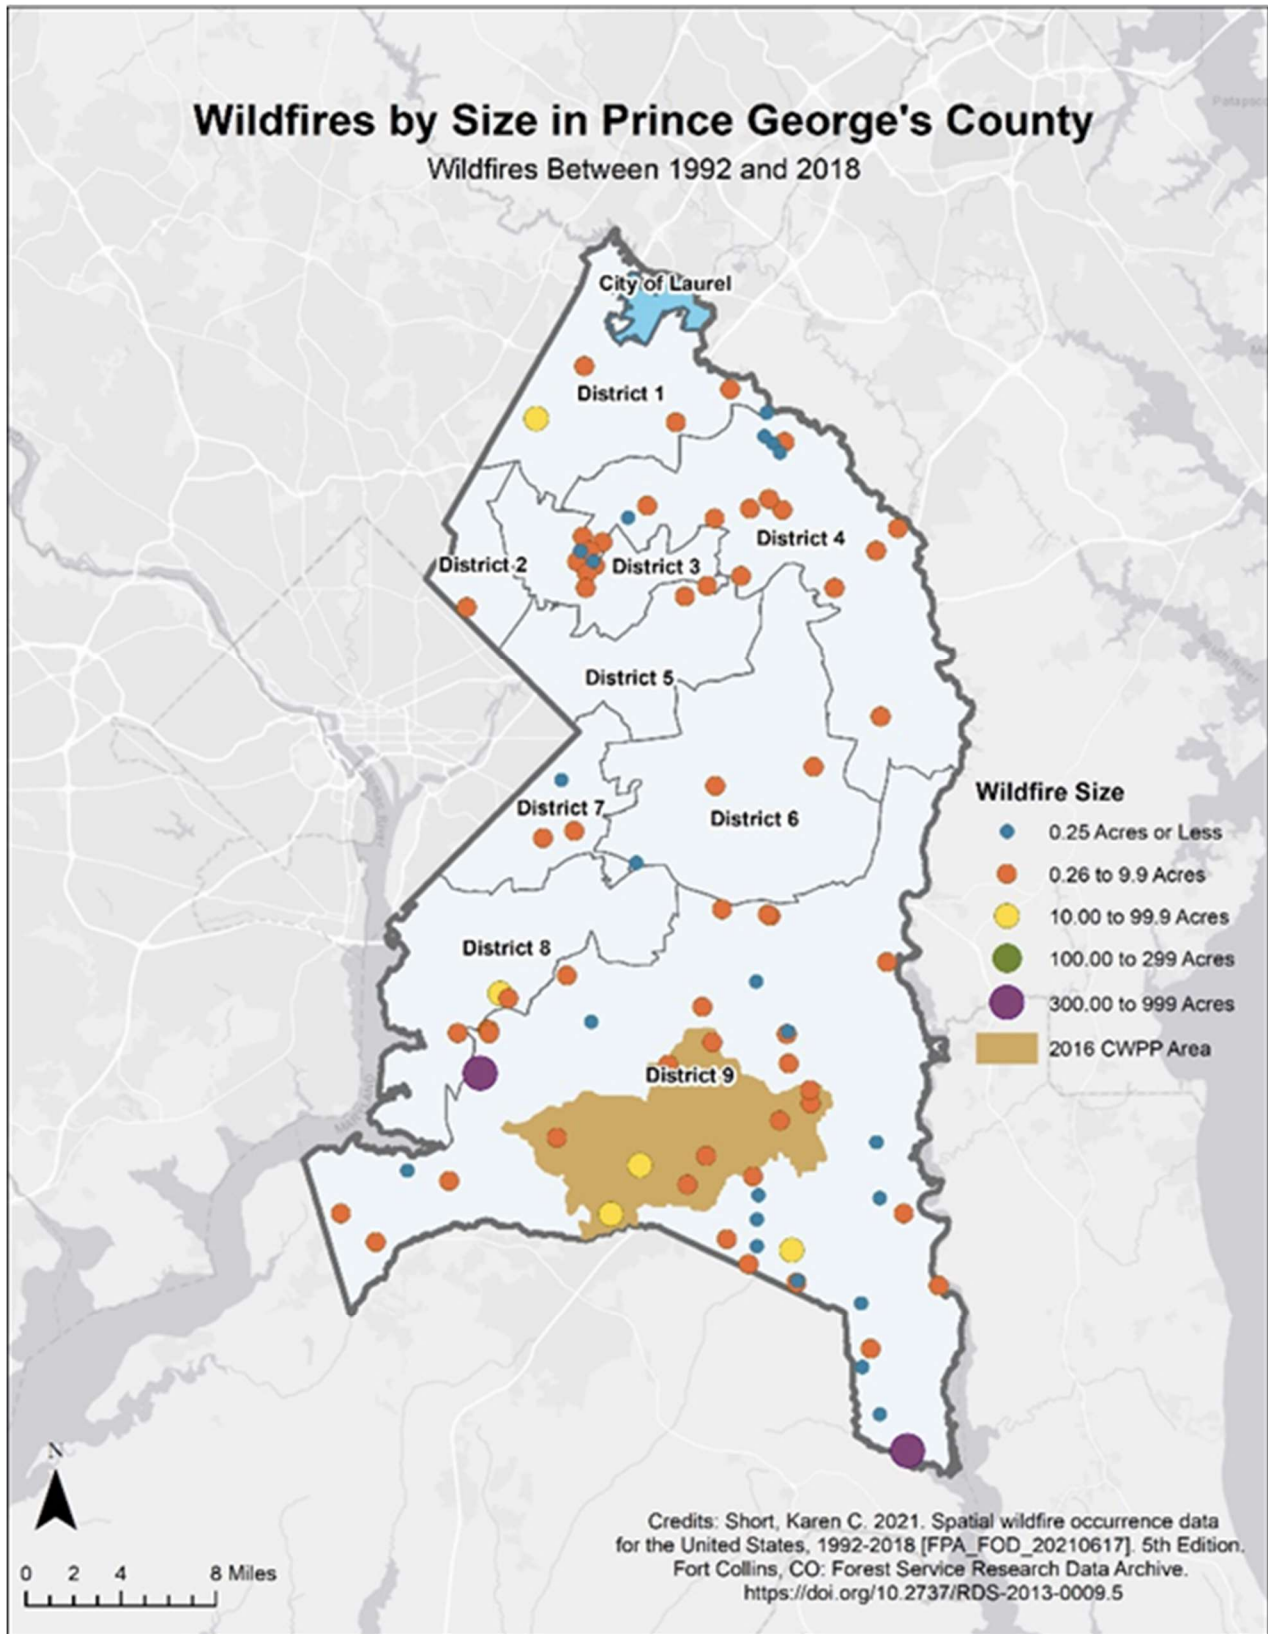 Wildfires by Size in Prince George's County
Wildfires Between 1992 and 2018
City of Laurel
District 1
District 4
District 2
District 3
District 5
District 7
District 6
District 8
District 9
Wildfire Size
0.25 Acres or Less
0.26 to 9.9 Acres
10.00 to 99.9 Acres
100.00 to 299 Acres
300.00 to 999 Acres
2016 CWPP Area
N
0 2 4 8 Miles
Credits: Short, Karen C. 2021. Spatial wildfire occurrence data
for the United States, 1992-2018 [FPA_FOD_20210617]. 5th Edition.
Fort Collins, CO: Forest Service Research Data Archive.
https://doi.org/10.2737/RDS-2013-0009.5